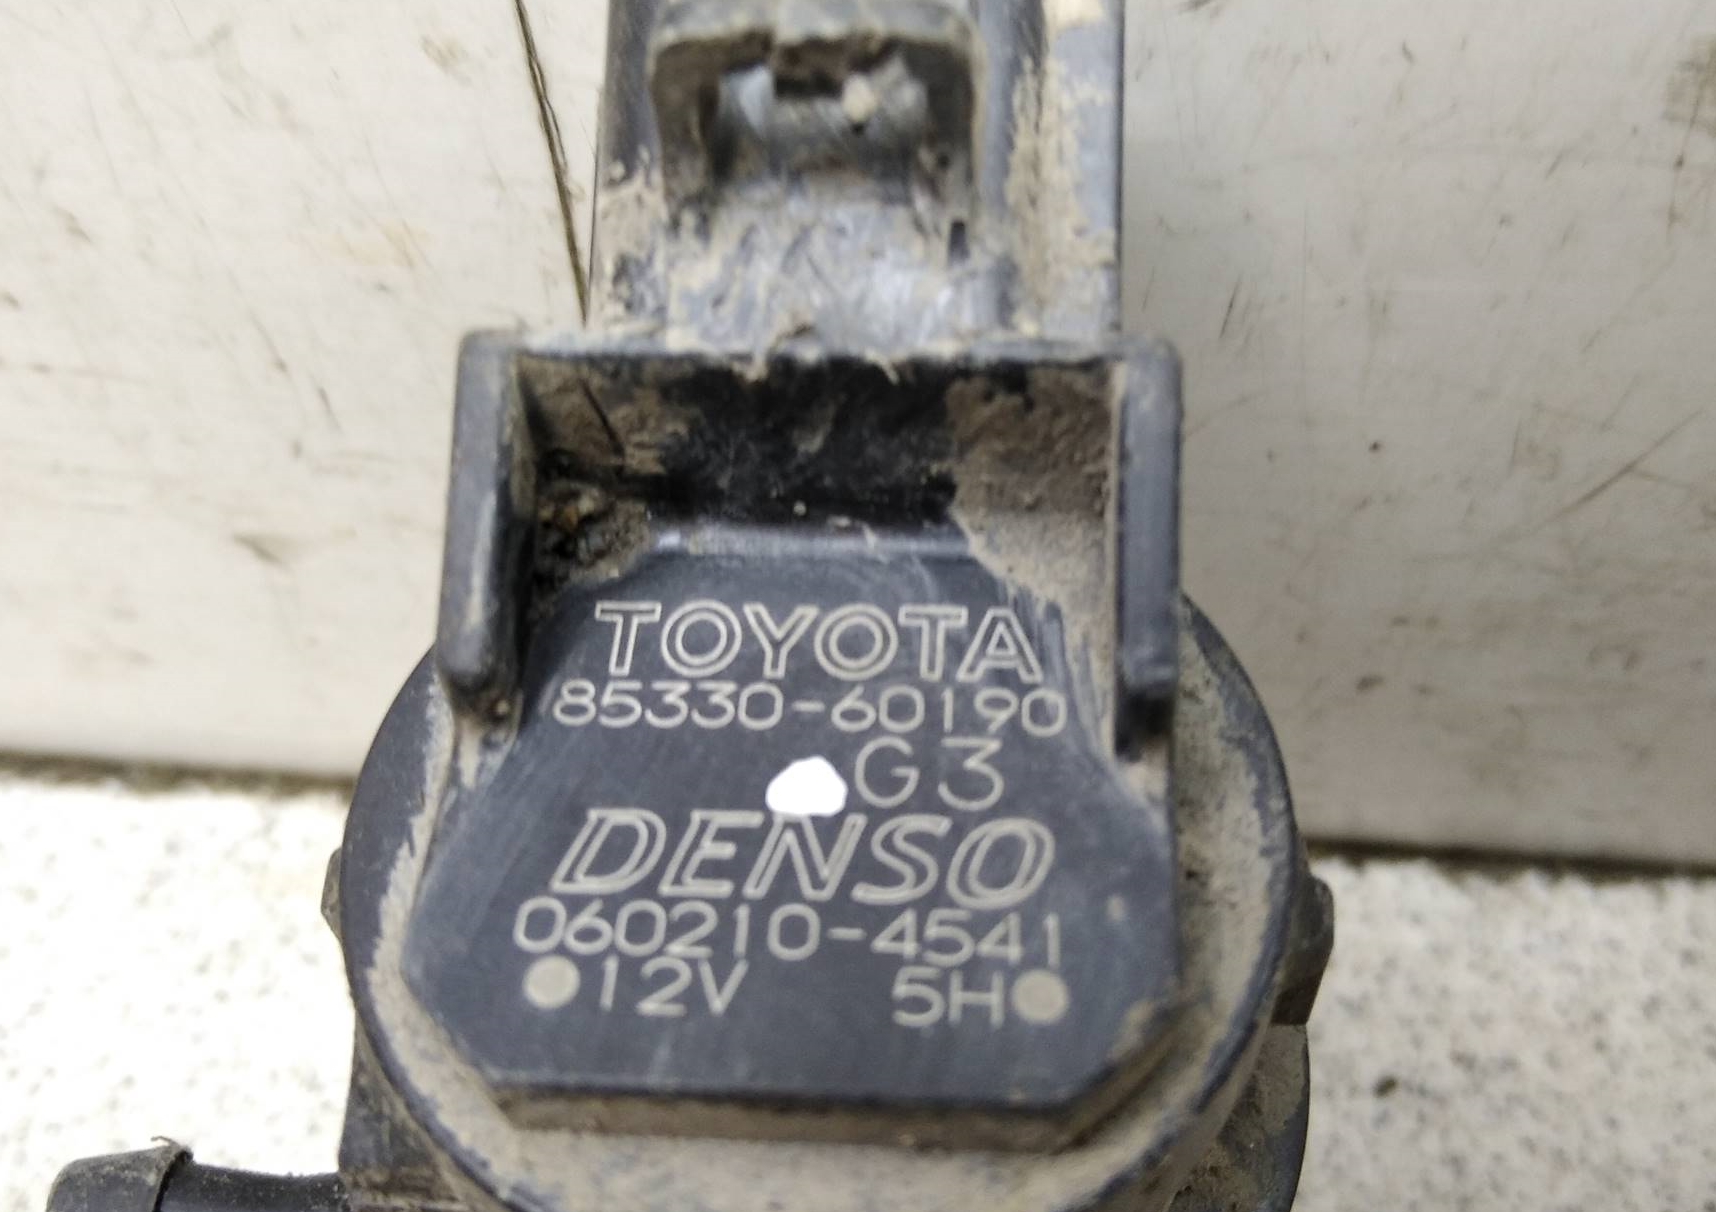 TOYOTA
85330-60190
G3
DENSO
060210-4541
12V 5H